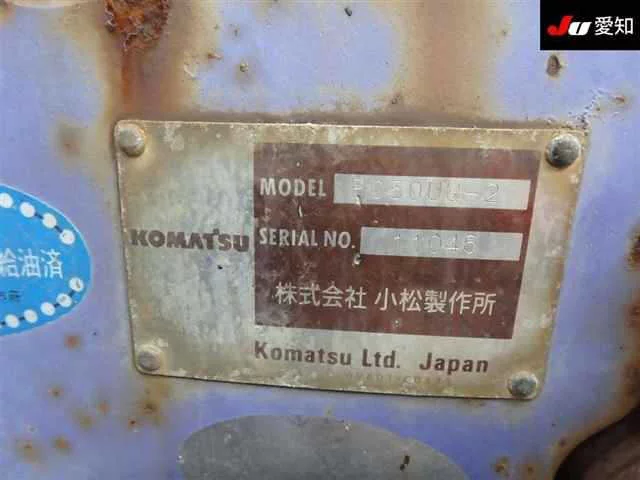 JU 愛知
MODEL PC50UU-2
KOMATSU
SERIAL NO. 11045
株式会社 小松製作所
Komatsu Ltd. Japan
給油済